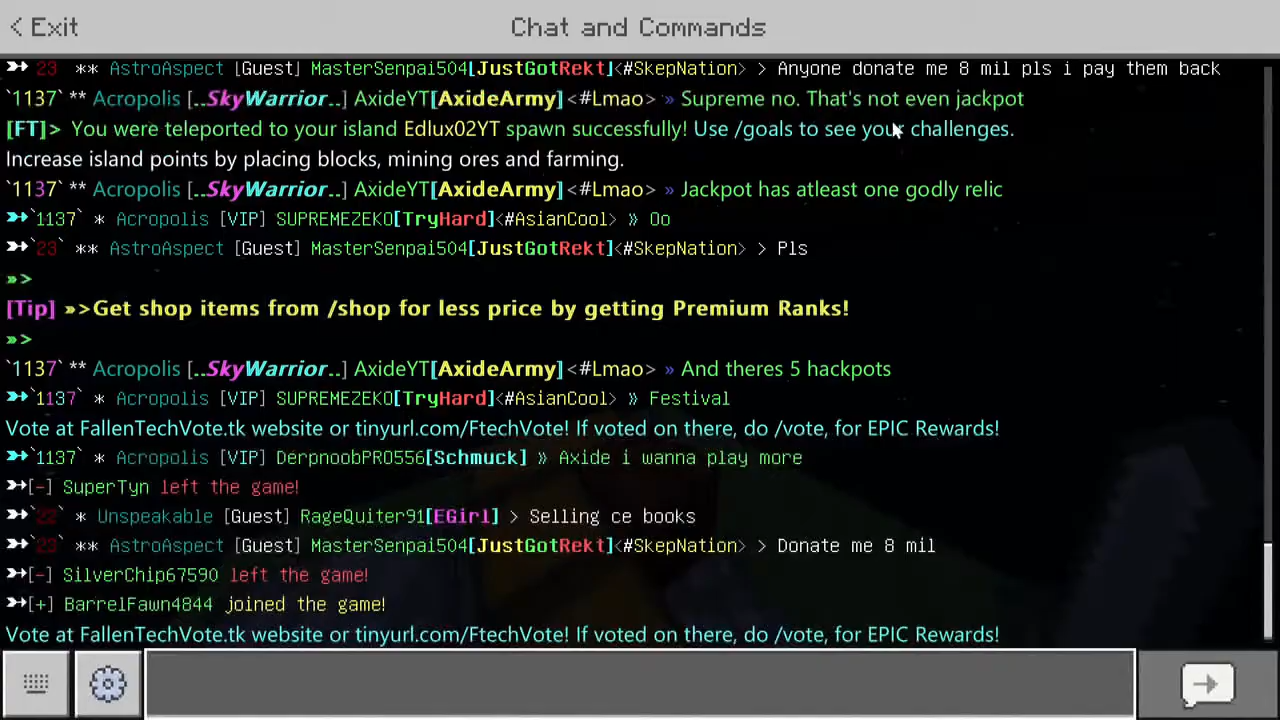 < Exit
Chat and Commands
➳ 23 ** AstroAspect [Guest] MasterSenpai504[JustGotRekt]<#SkepNation> > Anyone donate me 8 mil pls i pay them back
`1137` ** Acropolis [..SkyWarrior..] AxideYT[AxideArmy]<#Lmao> » Supreme no. That's not even jackpot
[FT]> You were teleported to your island Edlux02YT spawn successfully! Use /goals to see your challenges.
Increase island points by placing blocks, mining ores and farming.
`1137` ** Acropolis [..SkyWarrior..] AxideYT[AxideArmy]<#Lmao> » Jackpot has atleast one godly relic
➳`1137` * Acropolis [VIP] SUPREMEZEKO[TryHard]<#AsianCool> » Oo
➳`23` ** AstroAspect [Guest] MasterSenpai504[JustGotRekt]<#SkepNation> > Pls
»>
[Tip] »>Get shop items from /shop for less price by getting Premium Ranks!
»>
`1137` ** Acropolis [..SkyWarrior..] AxideYT[AxideArmy]<#Lmao> » And theres 5 hackpots
➳`1137` * Acropolis [VIP] SUPREMEZEKO[TryHard]<#AsianCool> » Festival
Vote at FallenTechVote.tk website or tinyurl.com/FtechVote! If voted on there, do /vote, for EPIC Rewards!
➳`1137` * Acropolis [VIP] DerpnoobPRO556[Schmuck] » Axide i wanna play more
➳[-] SuperTyn left the game!
➳`22` * Unspeakable [Guest] RageQuiter91[EGirl] > Selling ce books
➳`23` ** AstroAspect [Guest] MasterSenpai504[JustGotRekt]<#SkepNation> > Donate me 8 mil
➳[-] SilverChip67590 left the game!
➳[+] BarrelFawn4844 joined the game!
Vote at FallenTechVote.tk website or tinyurl.com/FtechVote! If voted on there, do /vote, for EPIC Rewards!